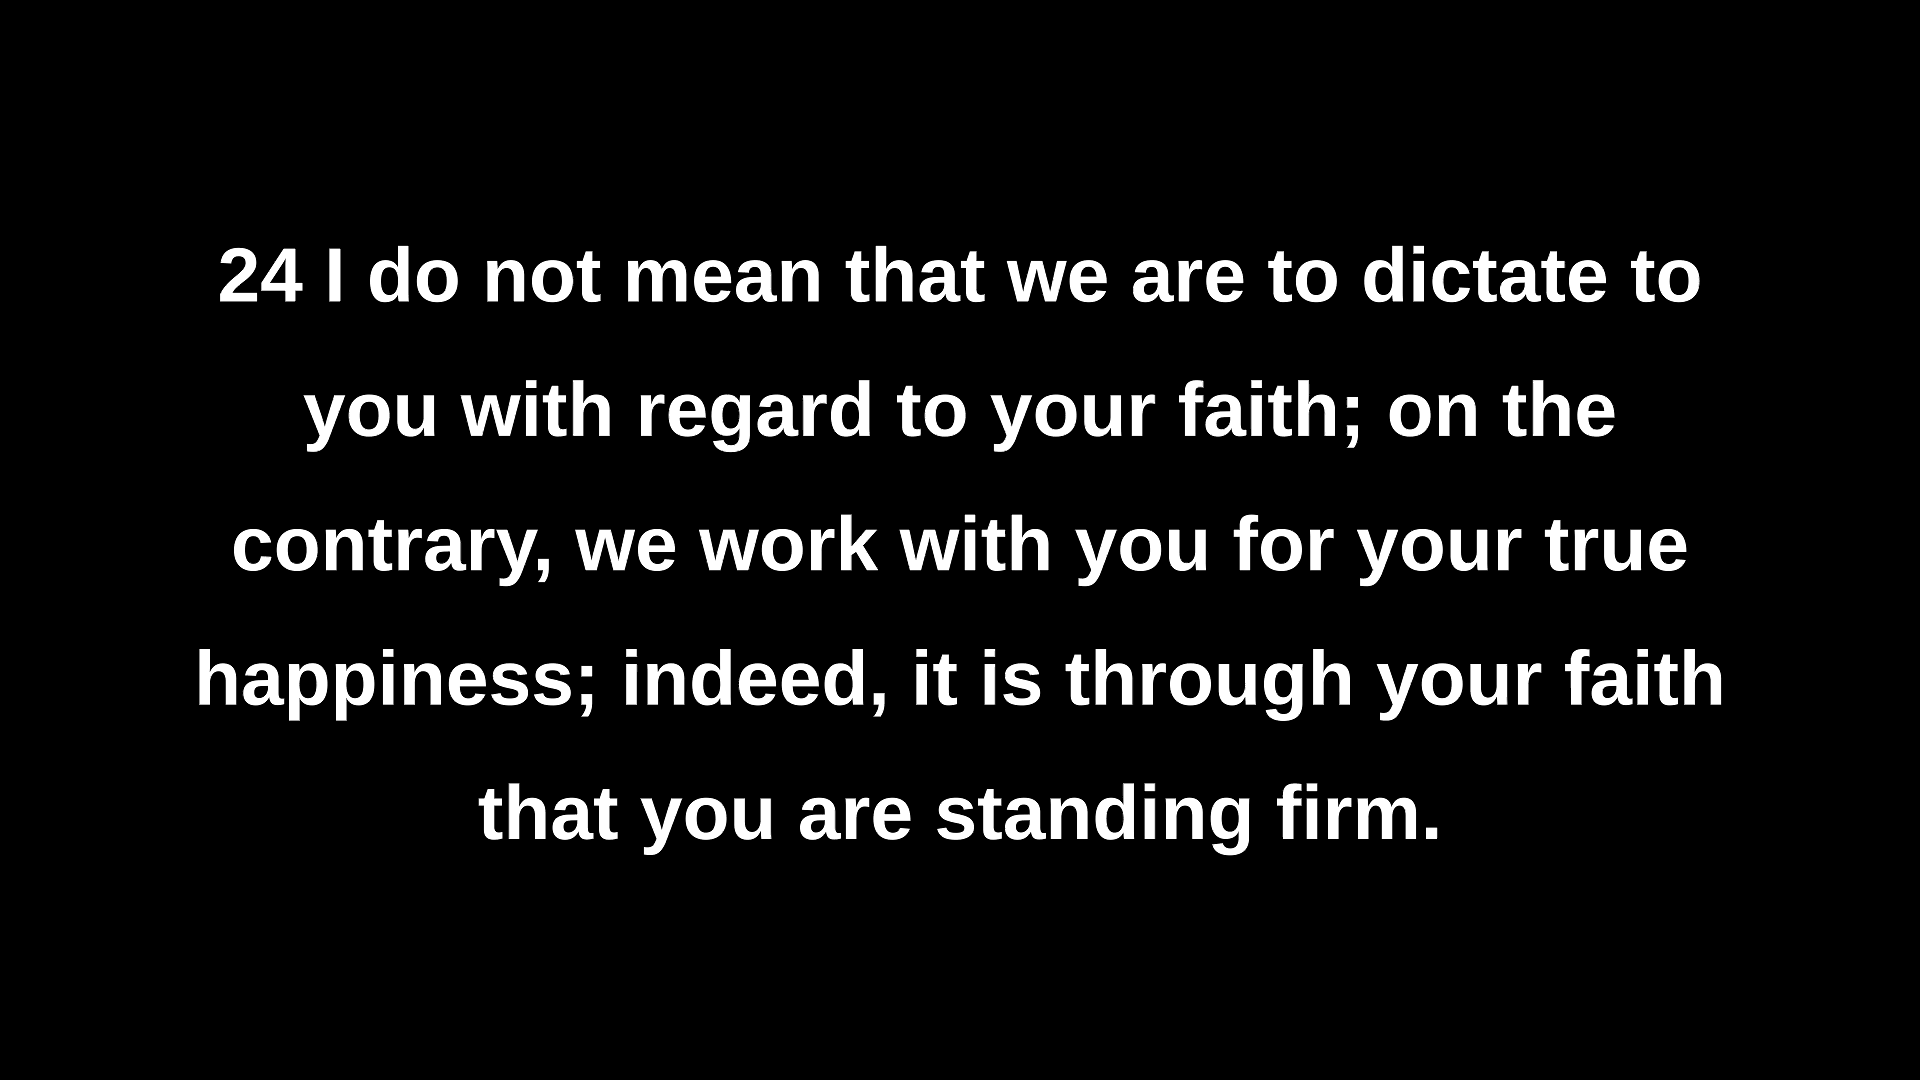 24 I do not mean that we are to dictate to
you with regard to your faith; on the
contrary, we work with you for your true
happiness; indeed, it is through your faith
that you are standing firm.